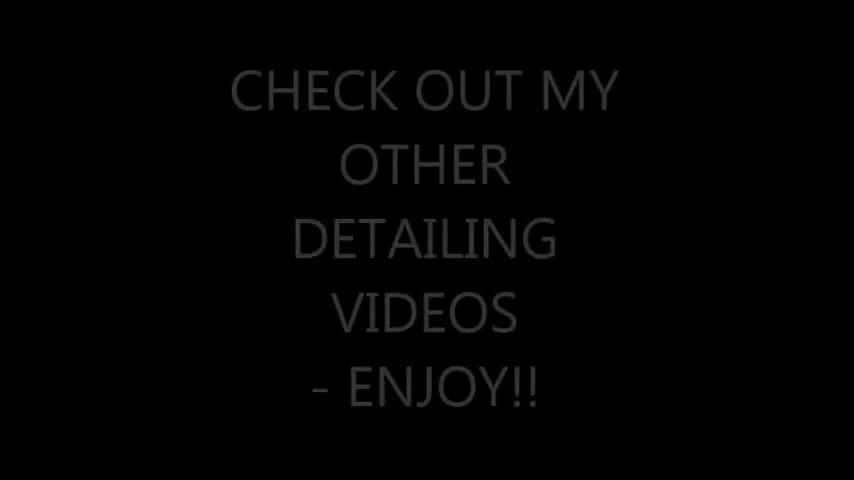 CHECK OUT MY
OTHER
DETAILING
VIDEOS
- ENJOY!!